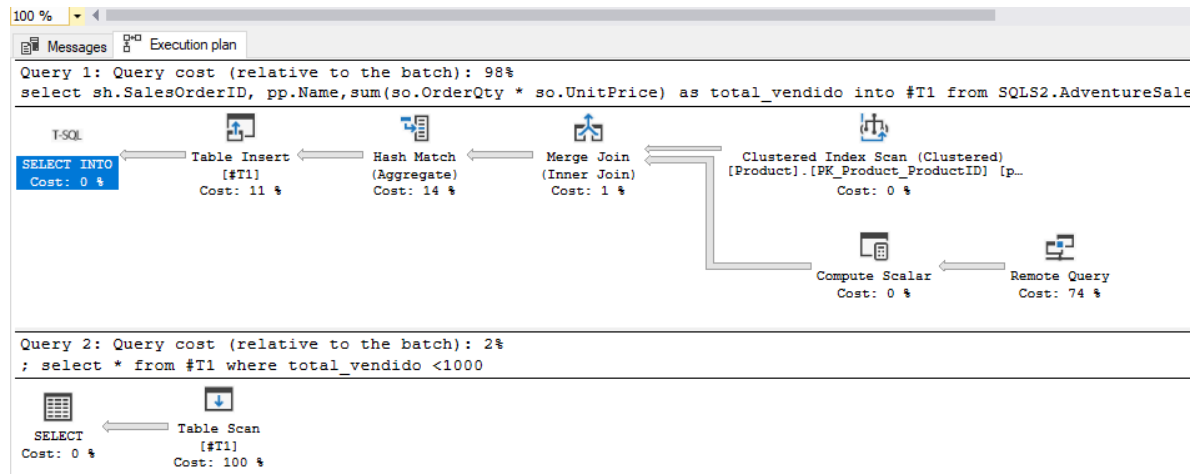 100 %
Messages Execution plan
Query 1: Query cost (relative to the batch): 98%
select sh.SalesOrderID, pp.Name,sum(so.OrderQty * so.UnitPrice) as total_vendido into #T1 from SQLS2.AdventureSale
T-SQL
SELECT INTO
Cost: 0 %
Table Insert
[#T1]
Cost: 11 %
Hash Match
(Aggregate)
Cost: 14 %
Merge Join
(Inner Join)
Cost: 1 %
Clustered Index Scan (Clustered)
[Product].[PK_Product_ProductID] [p…
Cost: 0 %
Compute Scalar
Cost: 0 %
Remote Query
Cost: 74 %
Query 2: Query cost (relative to the batch): 2%
; select * from #T1 where total_vendido <1000
SELECT
Cost: 0 %
Table Scan
[#T1]
Cost: 100 %